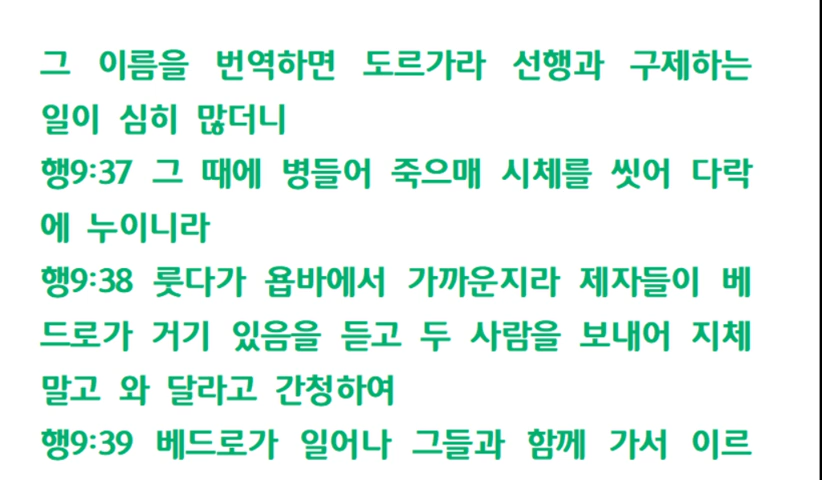 그 이름을 번역하면 도르가라 선행과 구제하는
일이 심히 많더니
행9:37 그 때에 병들어 죽으매 시체를 씻어 다락
에 누이니라
행9:38 룻다가 욥바에서 가까운지라 제자들이 베
드로가 거기 있음을 듣고 두 사람을 보내어 지체
말고 와 달라고 간청하여
행9:39 베드로가 일어나 그들과 함께 가서 이르